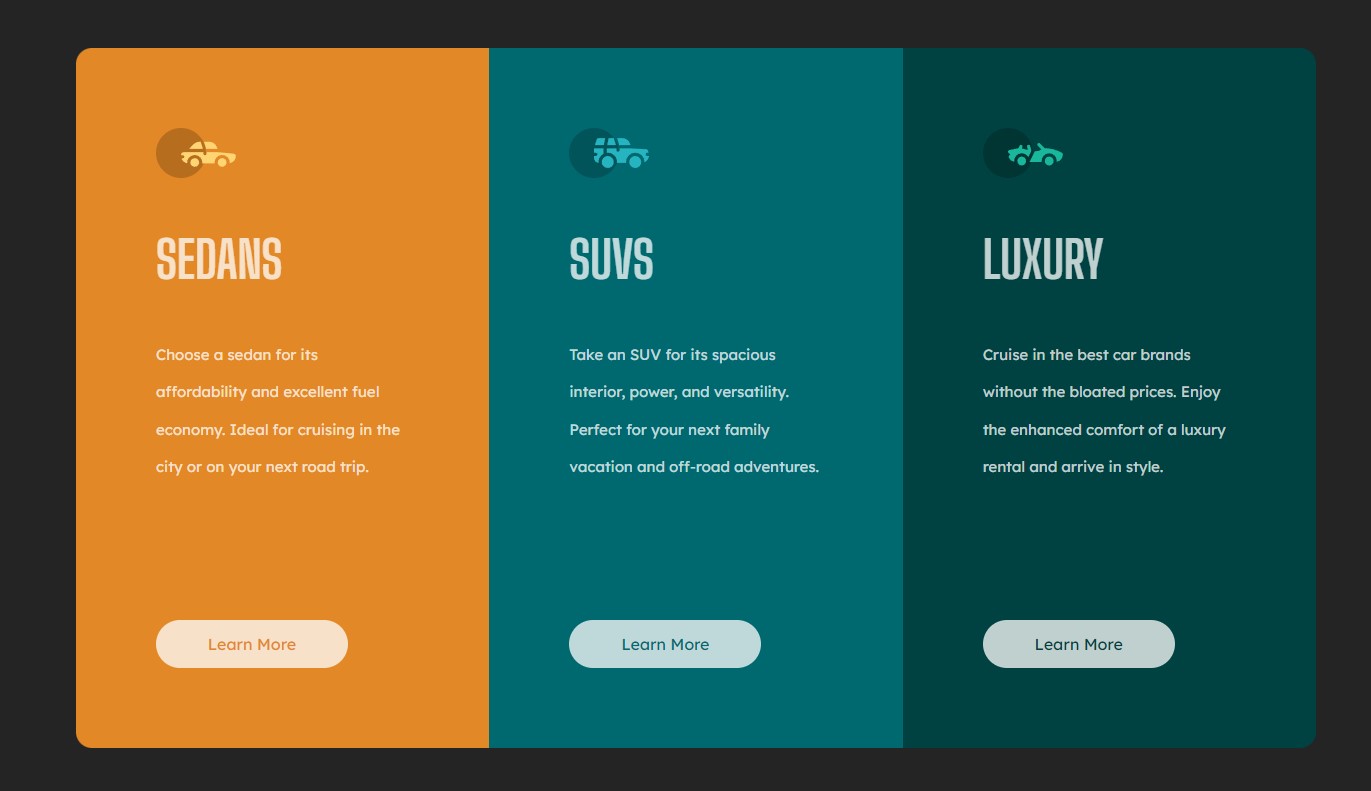 SEDANS
Choose a sedan for its
affordability and excellent fuel
economy. Ideal for cruising in the
city or on your next road trip.
Learn More
SUVS
Take an SUV for its spacious
interior, power, and versatility.
Perfect for your next family
vacation and off-road adventures.
Learn More
LUXURY
Cruise in the best car brands
without the bloated prices. Enjoy
the enhanced comfort of a luxury
rental and arrive in style.
Learn More